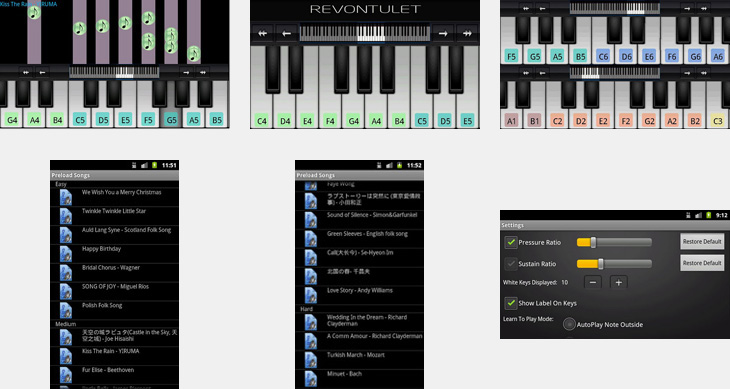 Kiss The Rain - YIRUMA
G4 A4 B4 C5 D5 E5 F5 G5 A5 B5
REVONTULET
C4 D4 E4 F4 G4 A4 B4 C5 D5 E5
F5 G5 A5 B5 C6 D6 E6 F6 G6 A6
A1 B1 C2 D2 E2 F2 G2 A2 B2 C3
11:51
Preload Songs
Easy
We Wish You a Merry Christmas
Twinkle Twinkle Little Star
Auld Lang Syne - Scotland Folk Song
Happy Birthday
Bridal Chorus - Wagner
SONG OF JOY - Miguel Rios
Polish Folk Song
Medium
天空の城ラピュタ(Castle in the Sky, 天
空之城) - Joe Hisaishi
Kiss The Rain - YIRUMA
Fur Elise - Beethoven
11:52
Preload Songs
Faye Wong
ラブストーリーは突然に (東京愛情故
事) - 小田和正
Sound of Silence - Simon&Garfunkel
Green Sleeves - English folk song
Call(大长今) - Se-Hyeon Im
北国の春- 千昌夫
Love Story - Andy Williams
Hard
Wedding In the Dream - Richard
Clayderman
A Comm Amour - Richard Clayderman
Turkish March - Mozart
Minuet - Bach
9:12
Settings
Pressure Ratio
Restore Default
Sustain Ratio
Restore Default
White Keys Displayed: 10
Show Label On Keys
Learn To Play Mode:
AutoPlay Note Outside